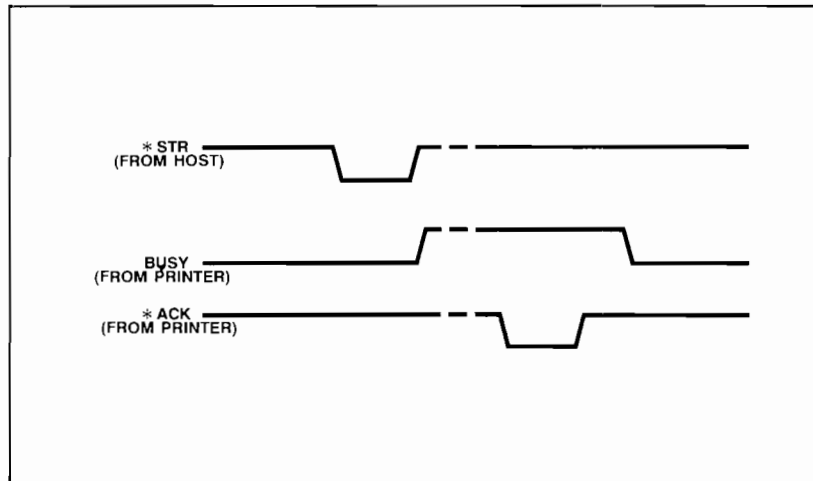 * STR
(FROM HOST)
BUSY
(FROM PRINTER)
* ACK
(FROM PRINTER)